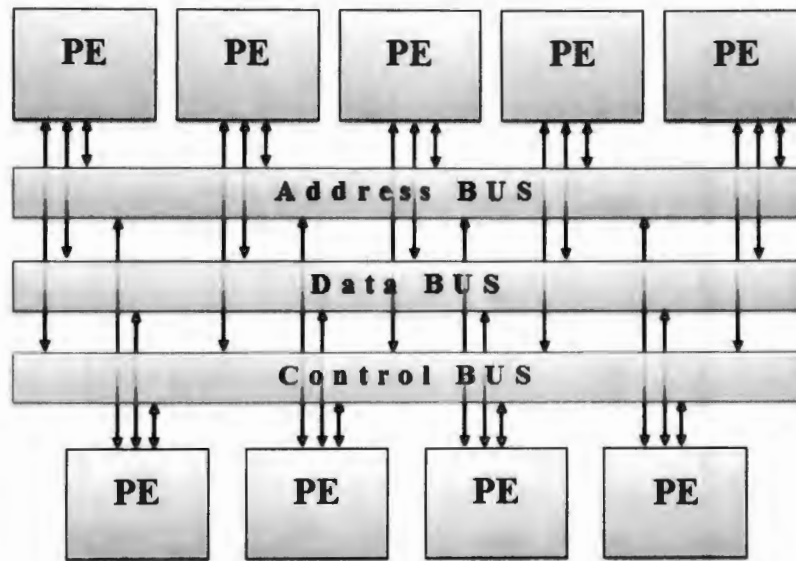 PE PE PE PE PE
Address BUS
Data BUS
Control BUS
PE PE PE PE